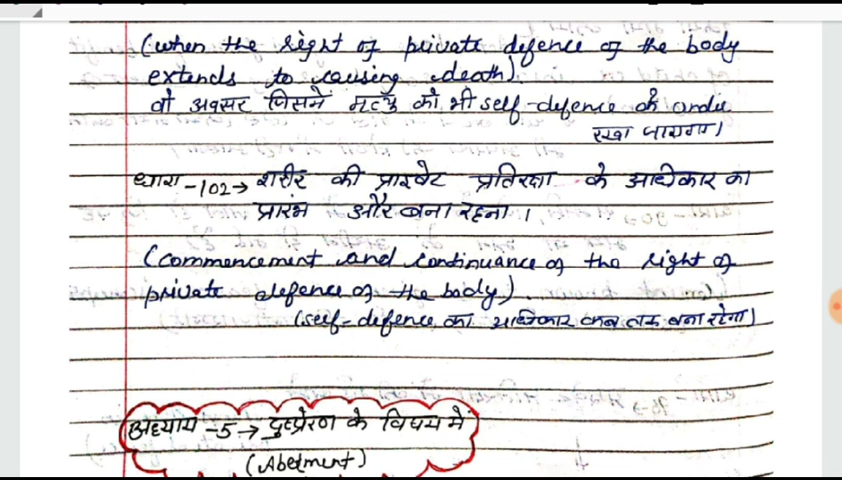 (when the right of private defence of the body
extends to causing death)
वो अवसर जिसमें मृत्यु को भी self-defence के under
रखा जायेगा।
धारा-102→ शरीर की प्राइवेट प्रतिरक्षा के अधिकार का
प्रारंभ और बना रहना।
(commencement and continuance of the right of
private defence of the body).
(self-defence का अधिकार कब तक बना रहेगा)
अध्याय-5→ दुष्प्रेरण के विषय में
(Abetment)